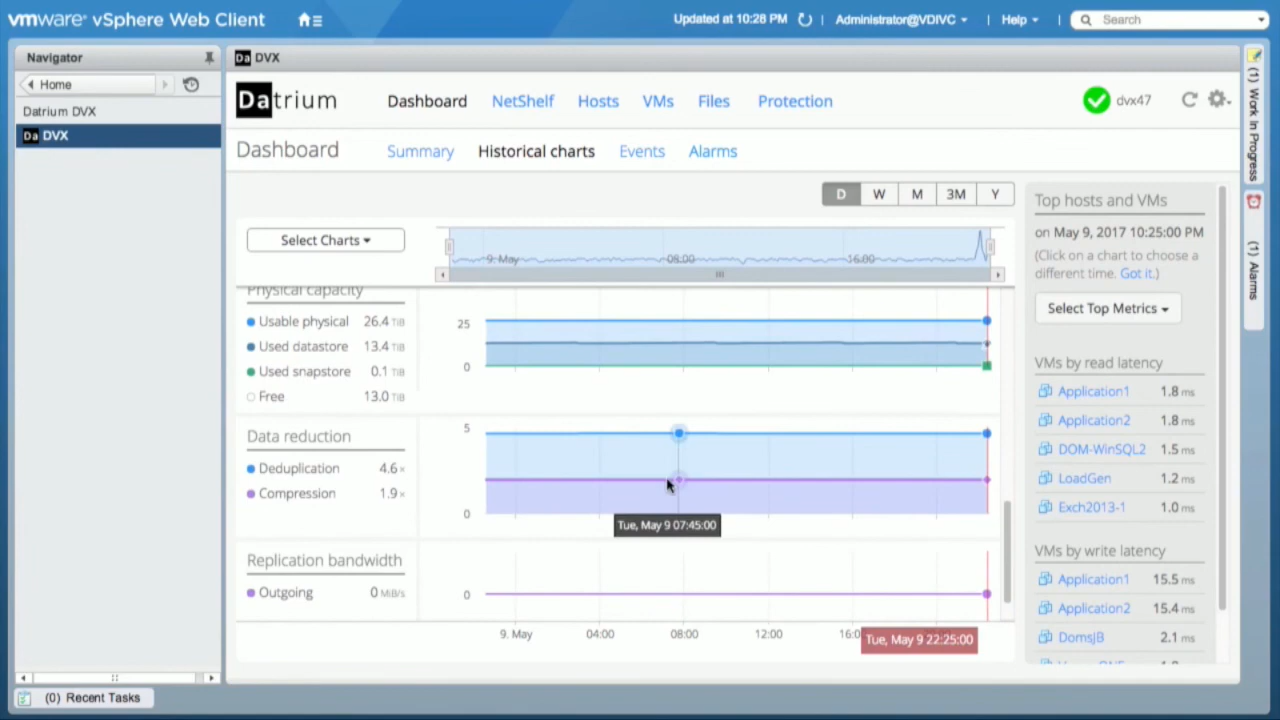 vmware® vSphere Web Client
Updated at 10:28 PM
Administrator@VDIVC
Help
Search
Navigator
Home
Datrium DVX
Da DVX
Da DVX
Datrium
Dashboard
NetShelf
Hosts
VMs
Files
Protection
dvx47
Dashboard
Summary
Historical charts
Events
Alarms
D
W
M
3M
Y
Select Charts
9. May
08:00
16:00
Physical capacity
Usable physical 26.4 TiB
Used datastore 13.4 TiB
Used snapstore 0.1 TiB
Free 13.0 TiB
25
0
Data reduction
Deduplication 4.6 x
Compression 1.9 x
5
0
Tue, May 9 07:45:00
Replication bandwidth
Outgoing 0 MiB/s
0
9. May
04:00
08:00
12:00
16:0
Tue, May 9 22:25:00
Top hosts and VMs
on May 9, 2017 10:25:00 PM
(Click on a chart to choose a
different time. Got it.)
Select Top Metrics
VMs by read latency
Application1 1.8 ms
Application2 1.8 ms
DOM-WinSQL2 1.5 ms
LoadGen 1.2 ms
Exch2013-1 1.0 ms
VMs by write latency
Application1 15.5 ms
Application2 15.4 ms
DomsJB 2.1 ms
(1) Work In Progress
(1) Alarms
(0) Recent Tasks